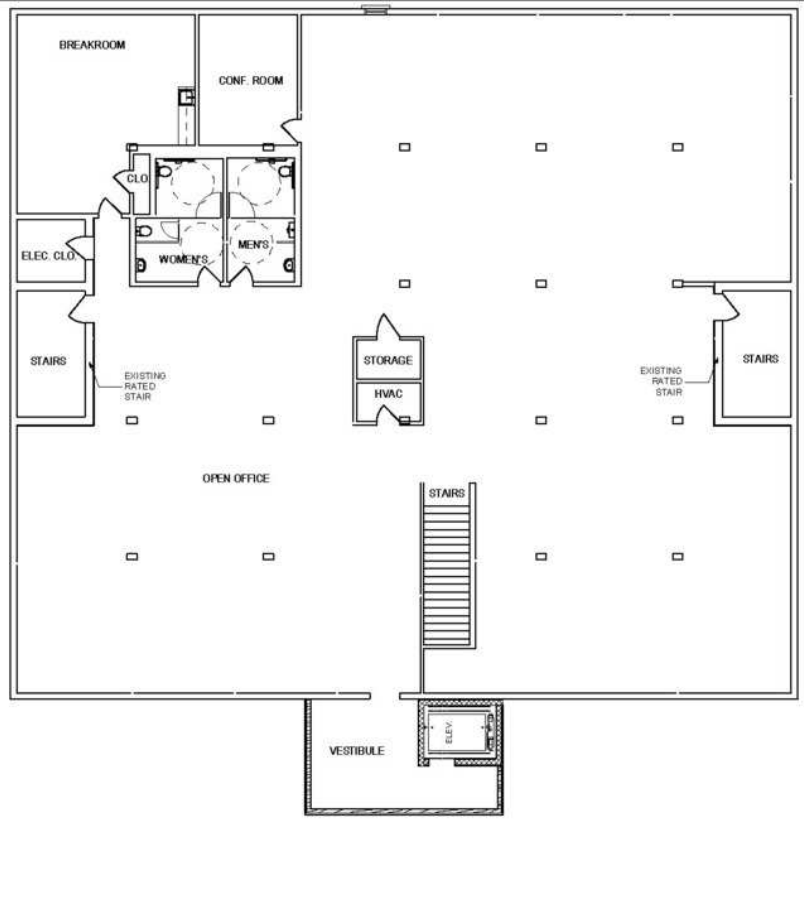 BREAKROOM
CONF. ROOM
CLO.
WOMEN'S
MEN'S
ELEC. CLO.
STAIRS
EXISTING
RATED
STAIR
STORAGE
HVAC
EXISTING
RATED
STAIR
STAIRS
OPEN OFFICE
STAIRS
VESTIBULE
ELEV.